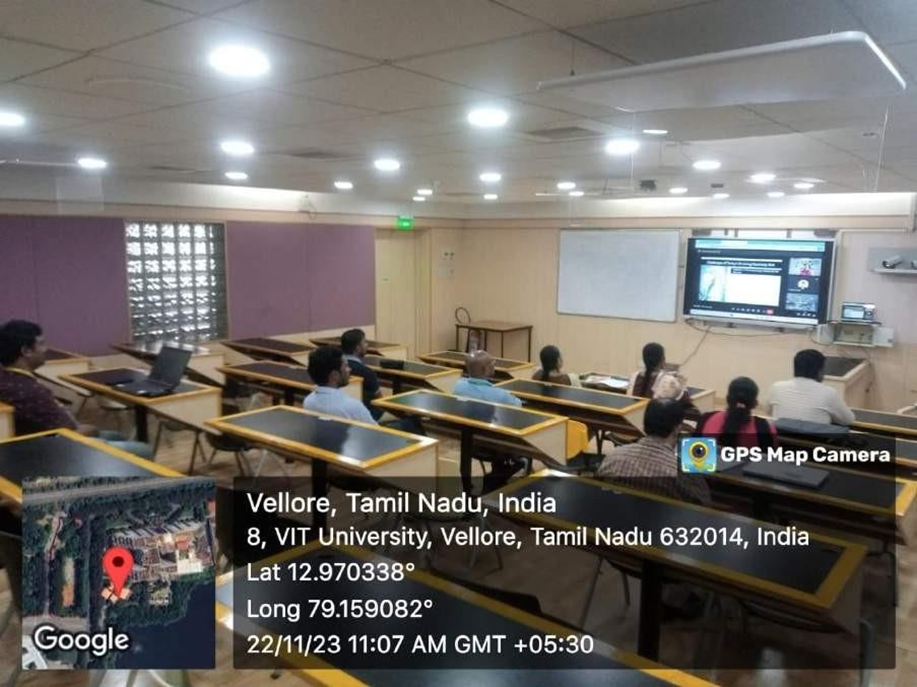 GPS Map Camera
Vellore, Tamil Nadu, India
8, VIT University, Vellore, Tamil Nadu 632014, India
Lat 12.970338°
Long 79.159082°
22/11/23 11:07 AM GMT +05:30
Google